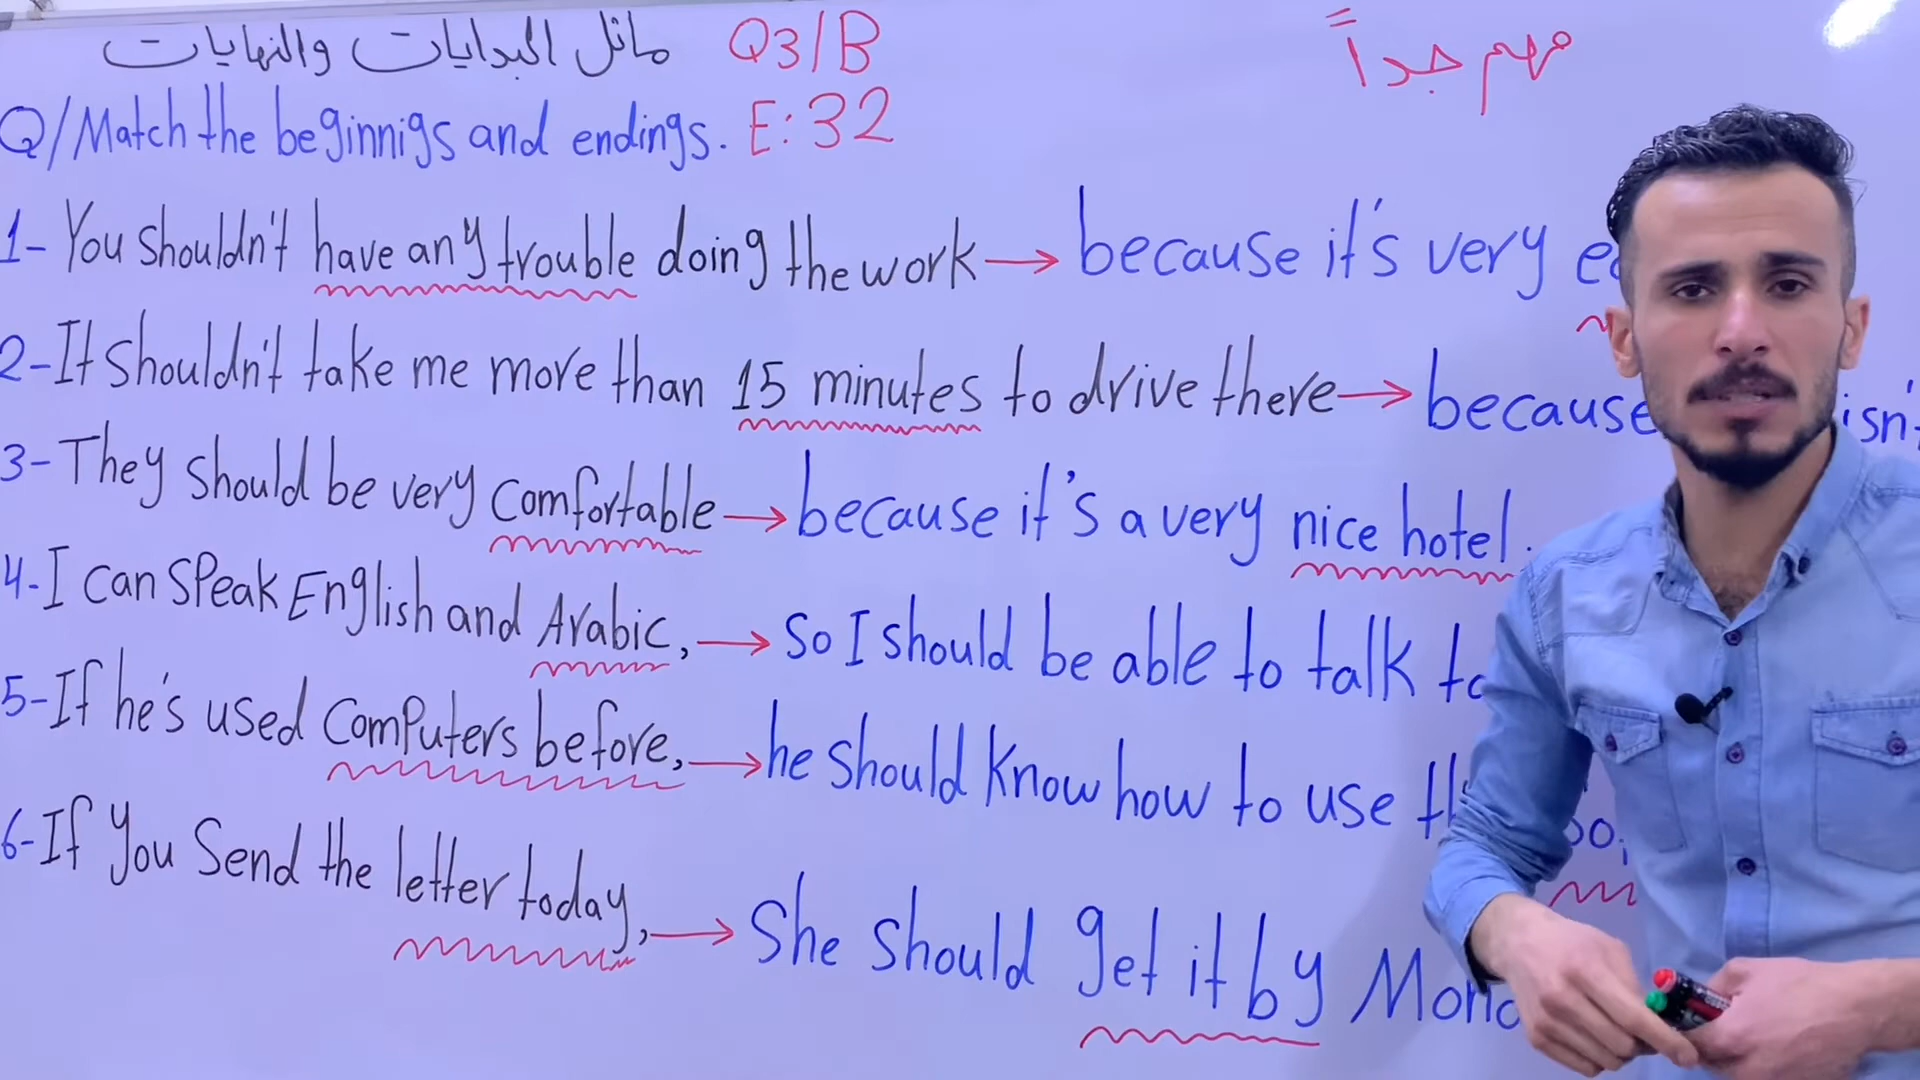 ماثل البدايات والنهايات Q3/B مهم جداً
Q/Match the beginnigs and endings. E:32
1- You shouldn't have any trouble doing the work → because it's very
2- It shouldn't take me more than 15 minutes to drive there → because isn't
3- They should be very comfortable → because it's a very nice hotel.
4- I can speak English and Arabic, → so I should be able to talk to
5- If he's used computers before, → he should know how to use
6- If you send the letter today, → She should get it by